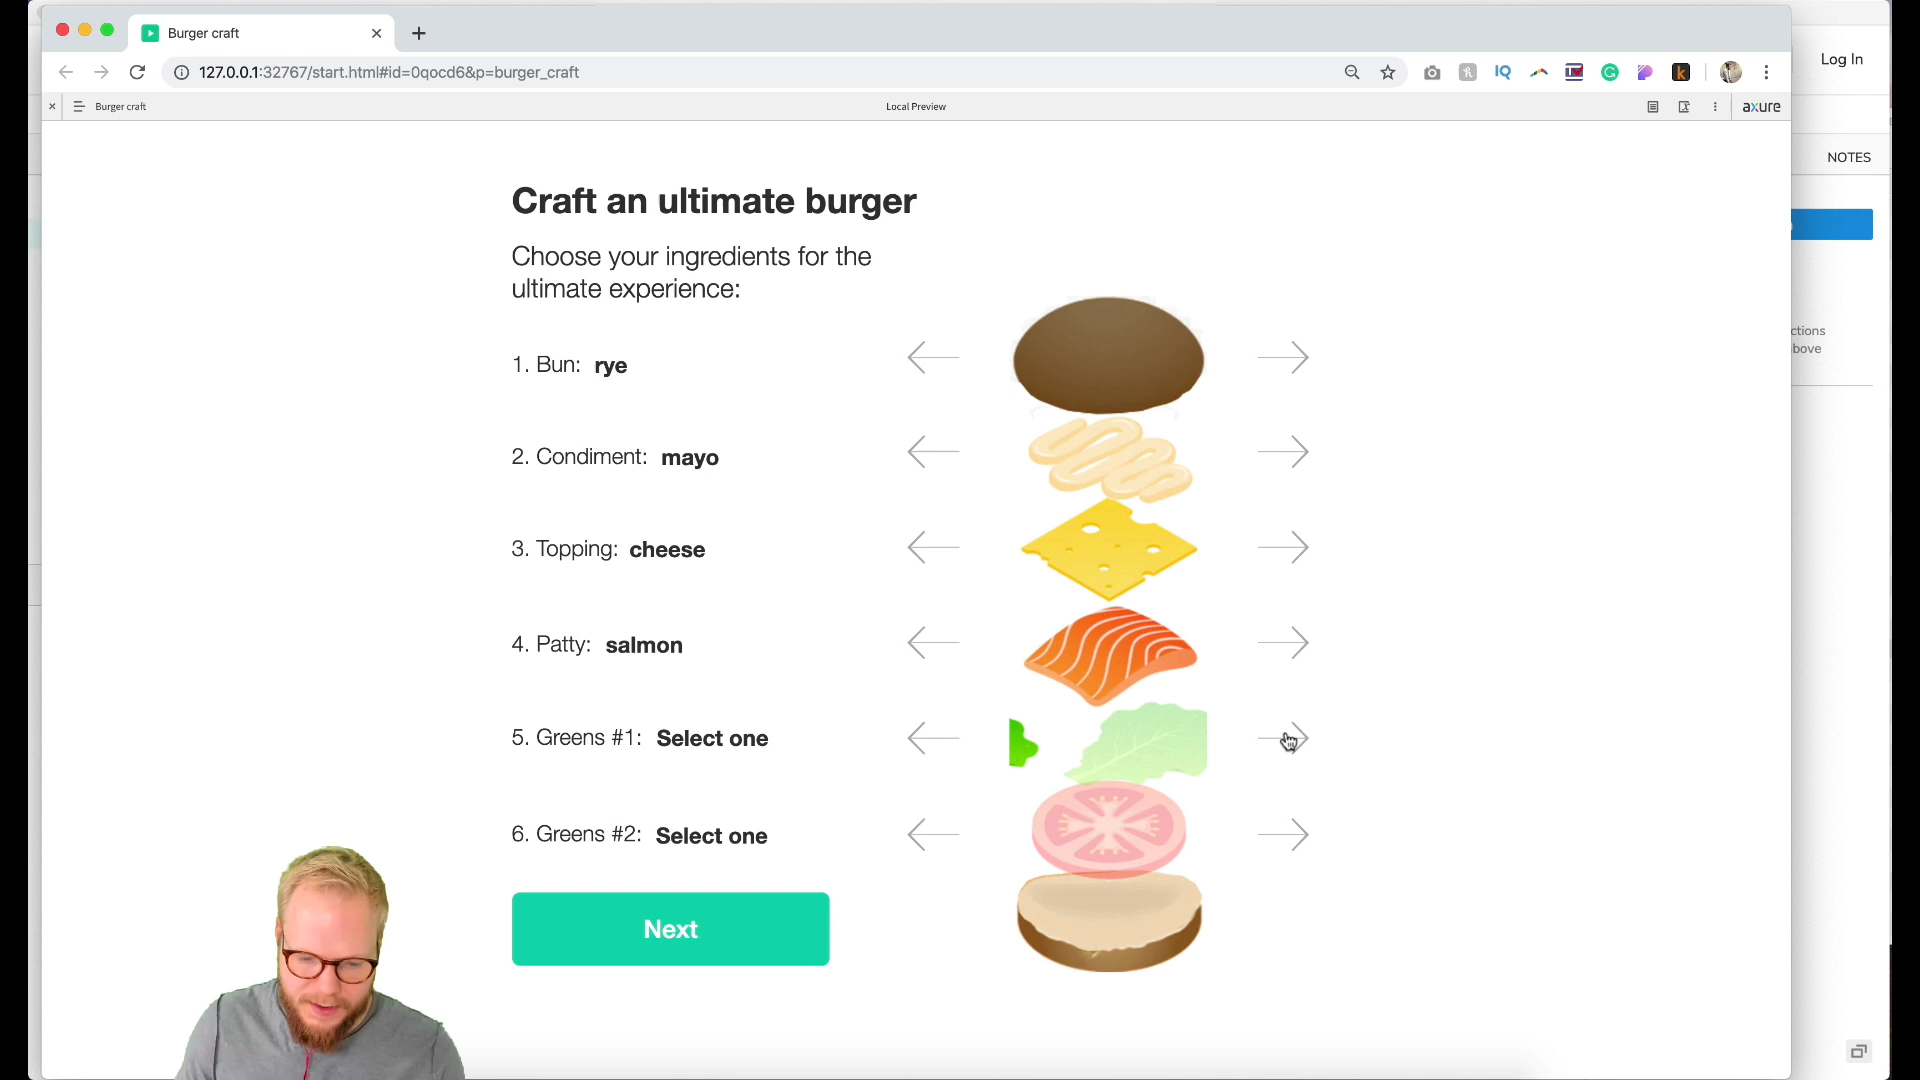 Burger craft
127.0.0.1:32767/start.html#id=0qocd6&p=burger_craft
IQ
k
Log In
Burger craft
Local Preview
axure
NOTES
Craft an ultimate burger
Choose your ingredients for the
ultimate experience:
ctions
bove
1. Bun: rye
2. Condiment: mayo
3. Topping: cheese
4. Patty: salmon
5. Greens #1: Select one
6. Greens #2: Select one
Next